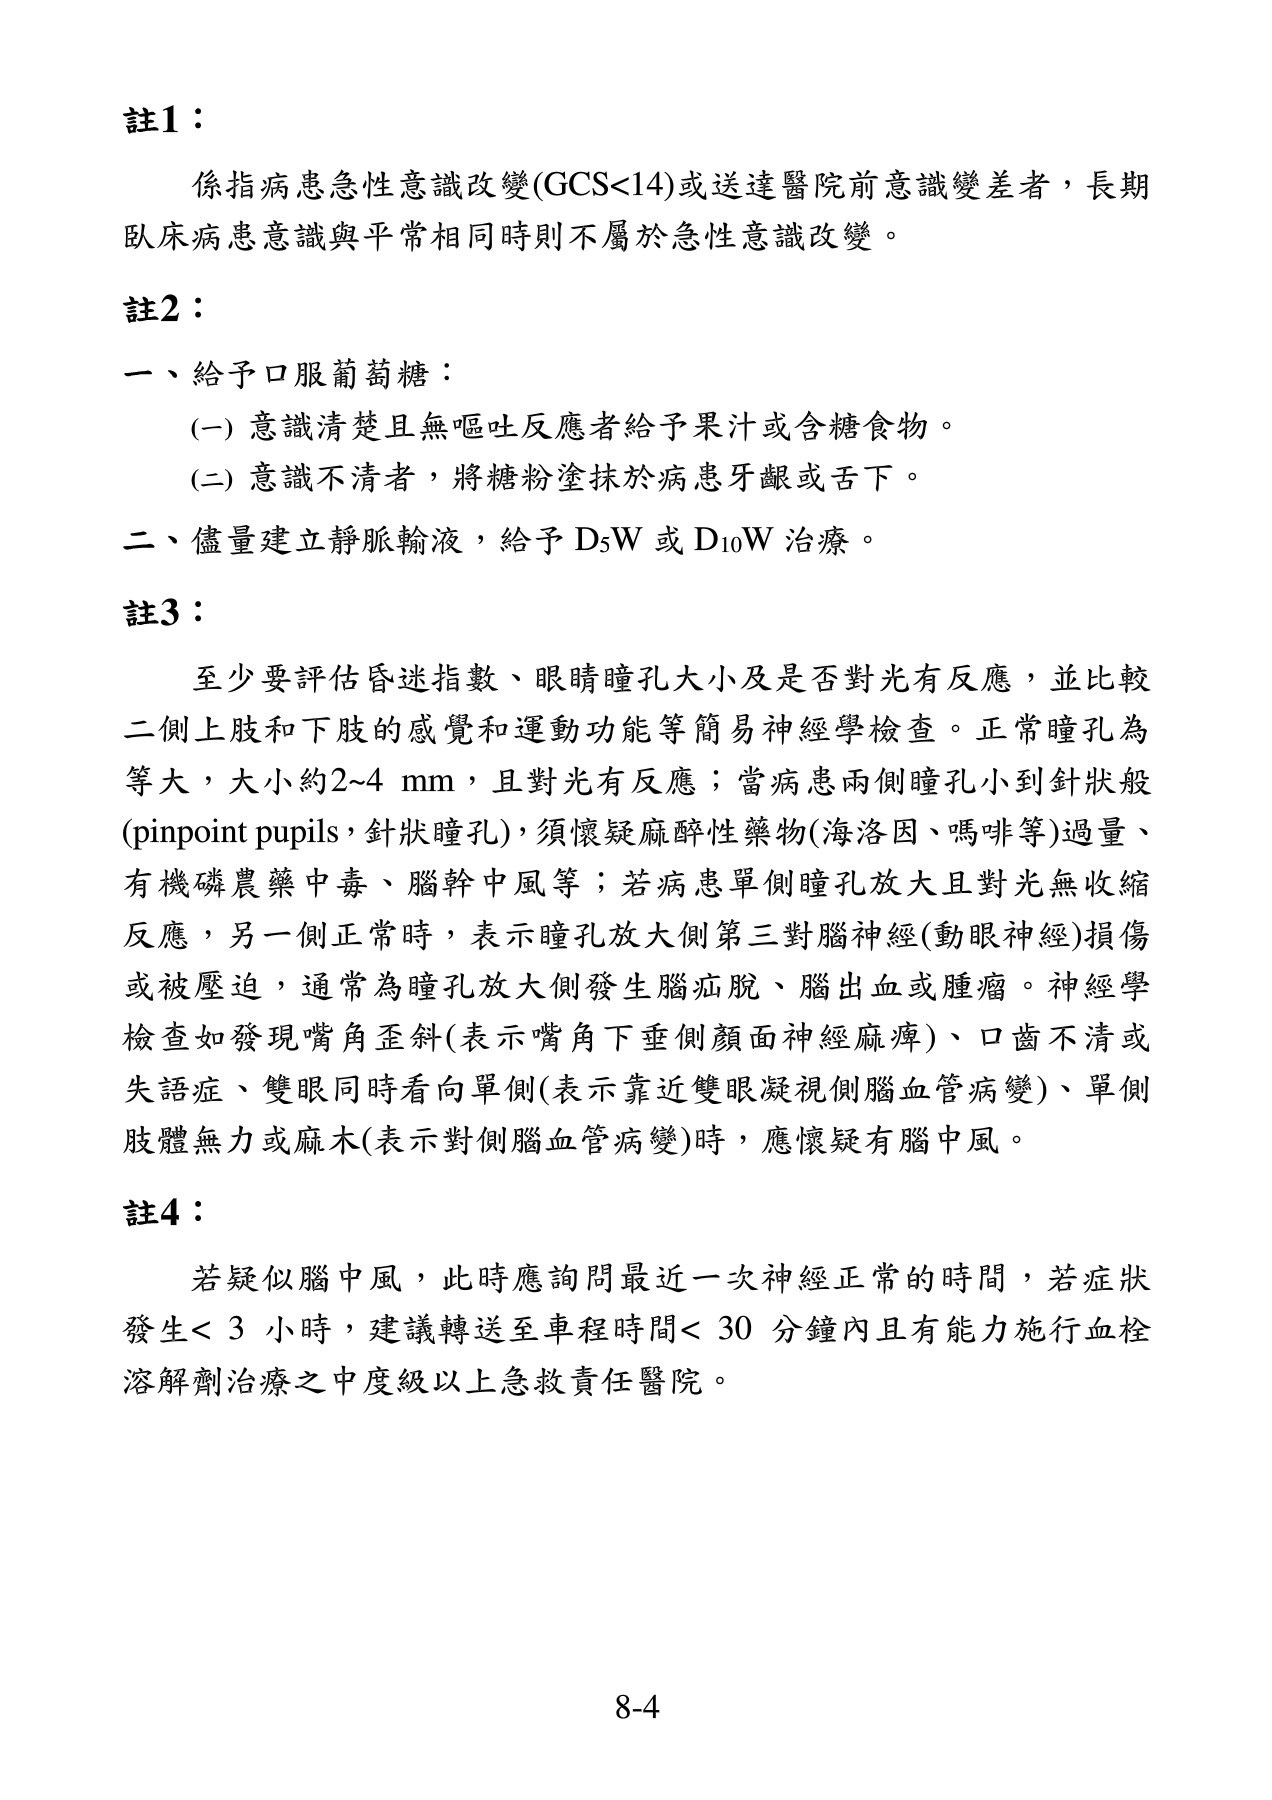 註1：
係指病患急性意識改變(GCS<14)或送達醫院前意識變差者，長期
臥床病患意識與平常相同時則不屬於急性意識改變。
註2：
一、給予口服葡萄糖：
(一) 意識清楚且無嘔吐反應者給予果汁或含糖食物。
(二) 意識不清者，將糖粉塗抹於病患牙齦或舌下。
二、儘量建立靜脈輸液，給予 D5W 或 D10W 治療。
註3：
至少要評估昏迷指數、眼睛瞳孔大小及是否對光有反應，並比較
二側上肢和下肢的感覺和運動功能等簡易神經學檢查。正常瞳孔為
等大，大小約2~4 mm，且對光有反應；當病患兩側瞳孔小到針狀般
(pinpoint pupils，針狀瞳孔)，須懷疑麻醉性藥物(海洛因、嗎啡等)過量、
有機磷農藥中毒、腦幹中風等；若病患單側瞳孔放大且對光無收縮
反應，另一側正常時，表示瞳孔放大側第三對腦神經(動眼神經)損傷
或被壓迫，通常為瞳孔放大側發生腦疝脫、腦出血或腫瘤。神經學
檢查如發現嘴角歪斜(表示嘴角下垂側顏面神經麻痺)、口齒不清或
失語症、雙眼同時看向單側(表示靠近雙眼凝視側腦血管病變)、單側
肢體無力或麻木(表示對側腦血管病變)時，應懷疑有腦中風。
註4：
若疑似腦中風，此時應詢問最近一次神經正常的時間，若症狀
發生< 3 小時，建議轉送至車程時間< 30 分鐘內且有能力施行血栓
溶解劑治療之中度級以上急救責任醫院。
8-4